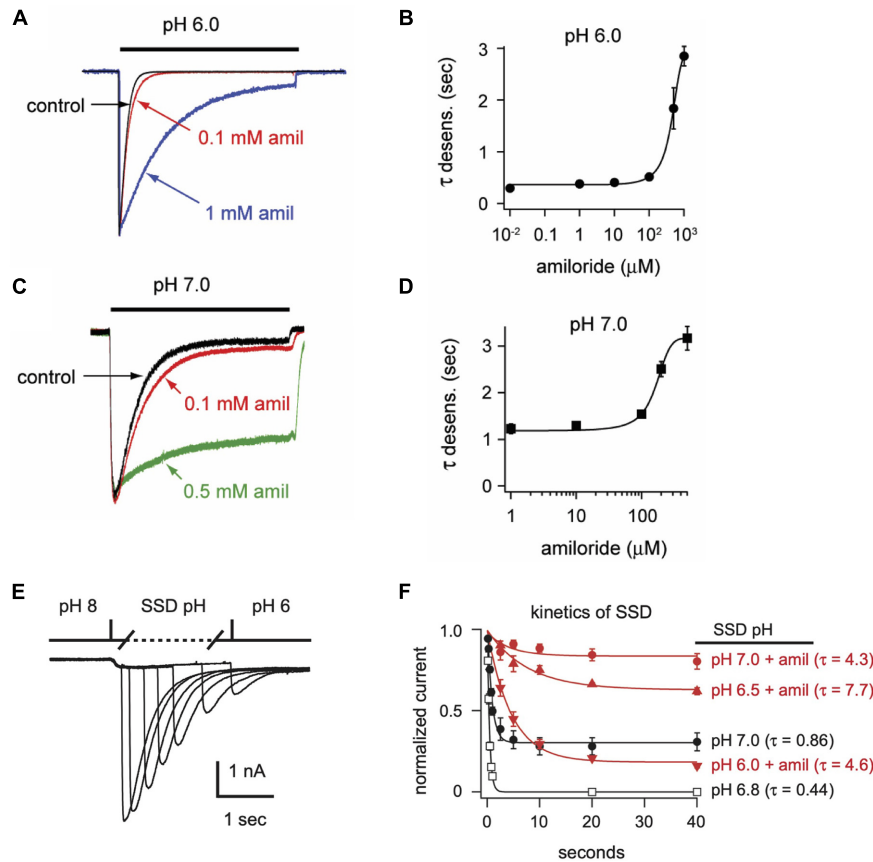 A
pH 6.0
control
0.1 mM amil
1 mM amil
B
pH 6.0
τ desens. (sec)
3
2
1
0
10⁻² 0.1 1 10 10² 10³
amiloride (µM)
C
pH 7.0
control
0.1 mM amil
0.5 mM amil
D
pH 7.0
τ desens. (sec)
3
2
1
0
1 10 100
amiloride (µM)
E
pH 8 SSD pH pH 6
1 nA
1 sec
F
kinetics of SSD
SSD pH
normalized current
1.0
0.5
0
0 10 20 30 40
seconds
pH 7.0 + amil (τ = 4.3)
pH 6.5 + amil (τ = 7.7)
pH 7.0 (τ = 0.86)
pH 6.0 + amil (τ = 4.6)
pH 6.8 (τ = 0.44)